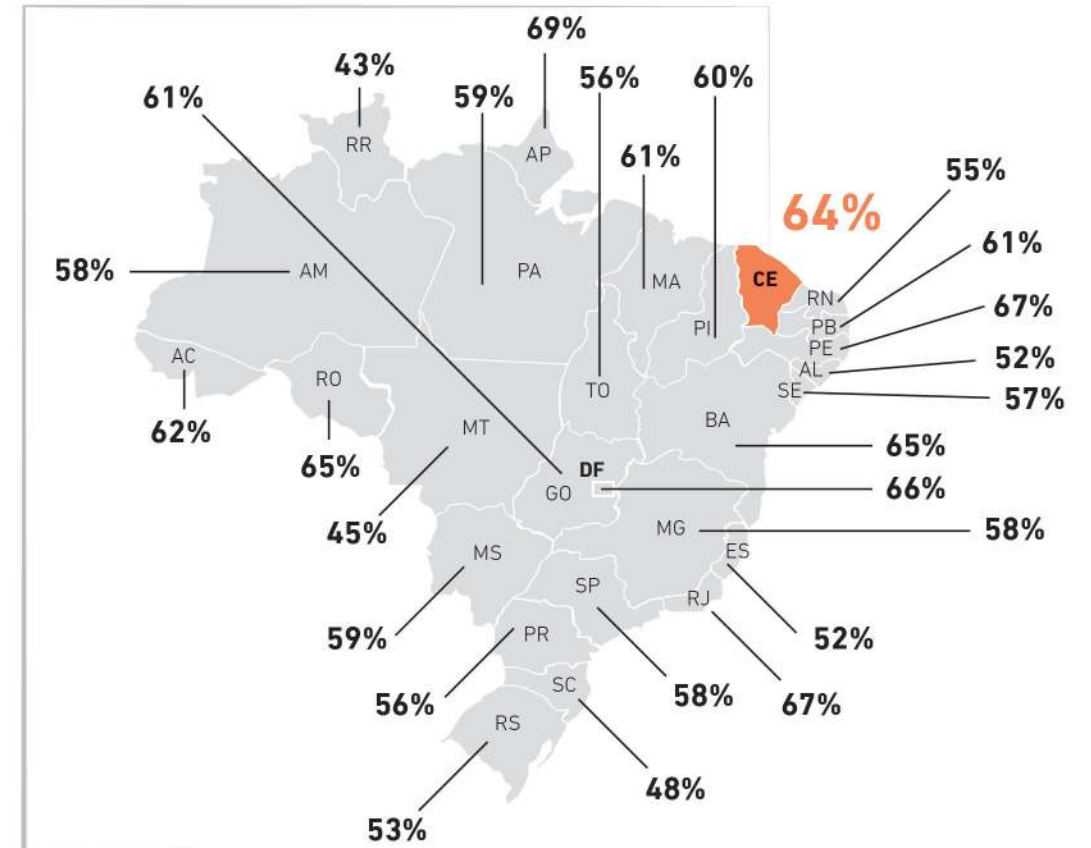 69%
43%
56%
60%
61%
59%
RR
AP
61%
55%
64%
61%
58%
AM
PA
MA
CE
RN
67%
PI
PB
PE
AC
52%
RO
TO
AL
SE
57%
62%
MT
BA
65%
65%
DF
66%
GO
45%
MG
58%
MS
ES
SP
RJ
59%
PR
52%
56%
SC
58%
67%
RS
48%
53%